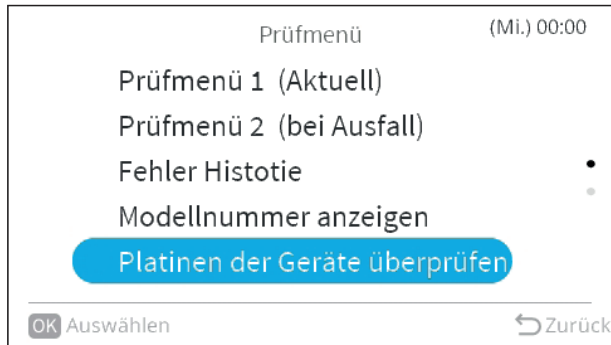 Prüfmenü
(Mi.) 00:00
Prüfmenü 1 (Aktuell)
Prüfmenü 2 (bei Ausfall)
Fehler Histotie
Modellnummer anzeigen
Platinen der Geräte überprüfen
OK Auswählen
Zurück